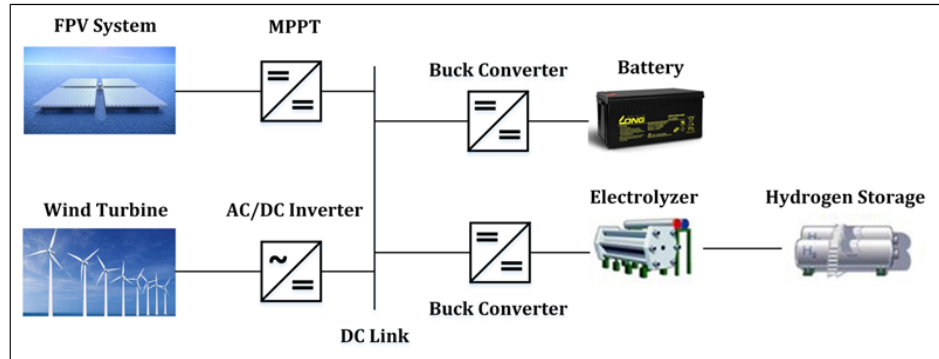 FPV System
MPPT
Buck Converter
Battery
LONG
Wind Turbine
AC/DC Inverter
Electrolyzer
Hydrogen Storage
Buck Converter
DC Link